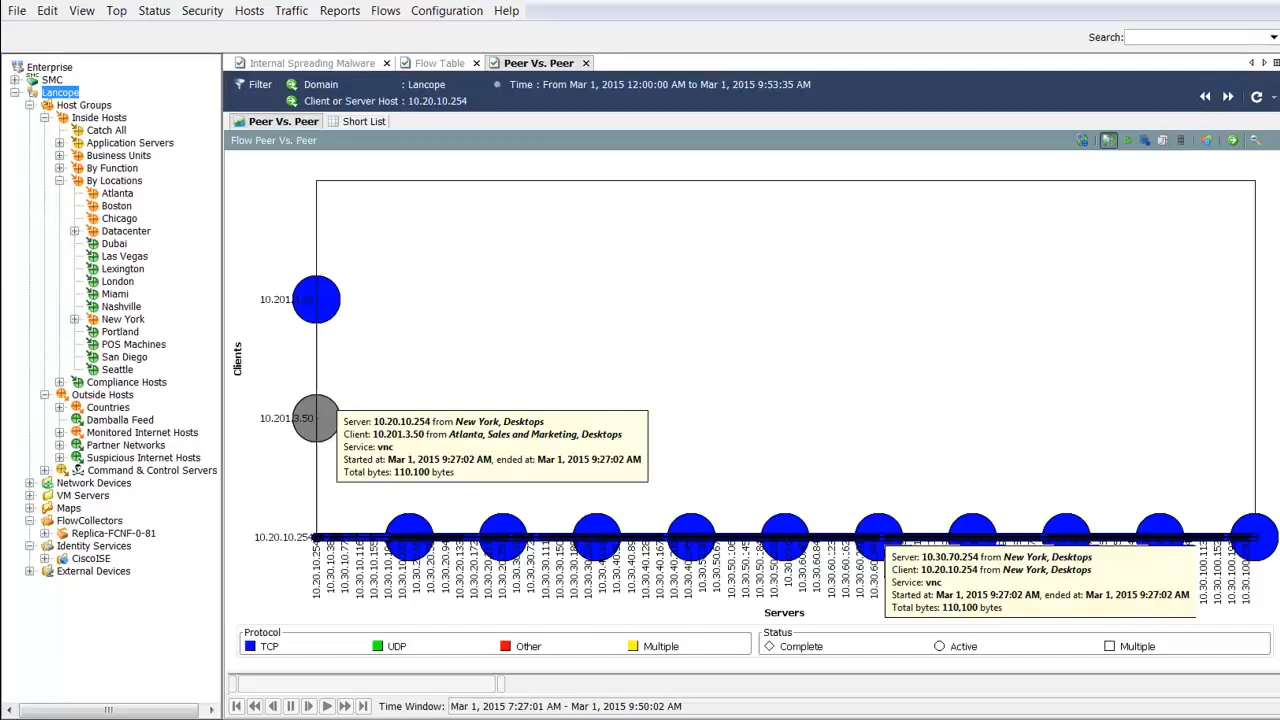 File Edit View Top Status Security Hosts Traffic Reports Flows Configuration Help
Search:
Enterprise
SMC
Lancope
Host Groups
Inside Hosts
Catch All
Application Servers
Business Units
By Function
By Locations
Atlanta
Boston
Chicago
Datacenter
Dubai
Las Vegas
Lexington
London
Miami
Nashville
New York
Portland
POS Machines
San Diego
Seattle
Compliance Hosts
Outside Hosts
Countries
Damballa Feed
Monitored Internet Hosts
Partner Networks
Suspicious Internet Hosts
Command & Control Servers
Network Devices
VM Servers
Maps
FlowCollectors
Replica-FCNF-0-81
Identity Services
CiscoISE
External Devices
Internal Spreading Malware Flow Table Peer Vs. Peer
Filter Domain : Lancope Time : From Mar 1, 2015 12:00:00 AM to Mar 1, 2015 9:53:35 AM
Client or Server Host : 10.20.10.254
Peer Vs. Peer Short List
Flow Peer Vs. Peer
Clients
10.201.3.50
Server: 10.20.10.254 from New York, Desktops
Client: 10.201.3.50 from Atlanta, Sales and Marketing, Desktops
Service: vnc
Started at: Mar 1, 2015 9:27:02 AM, ended at: Mar 1, 2015 9:27:02 AM
Total bytes: 110,100 bytes
10.20.10.254
10.20.10.254
Server: 10.30.70.254 from New York, Desktops
Client: 10.20.10.254 from New York, Desktops
Service: vnc
Started at: Mar 1, 2015 9:27:02 AM, ended at: Mar 1, 2015 9:27:02 AM
Total bytes: 110,100 bytes
Servers
Protocol
TCP UDP Other Multiple
Status
Complete Active Multiple
Time Window: Mar 1, 2015 7:27:01 AM - Mar 1, 2015 9:50:02 AM